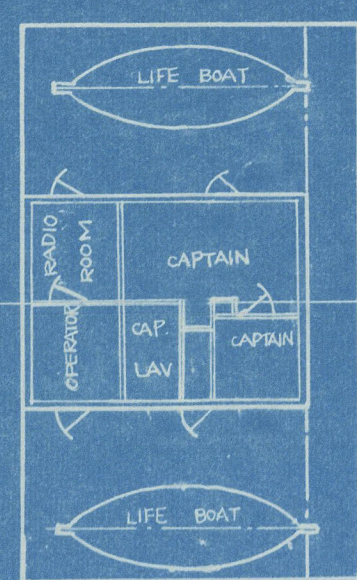 LIFE BOAT
RADIO
ROOM
CAPTAIN
OPERATOR
CAP.
LAV
CAPTAIN
LIFE BOAT